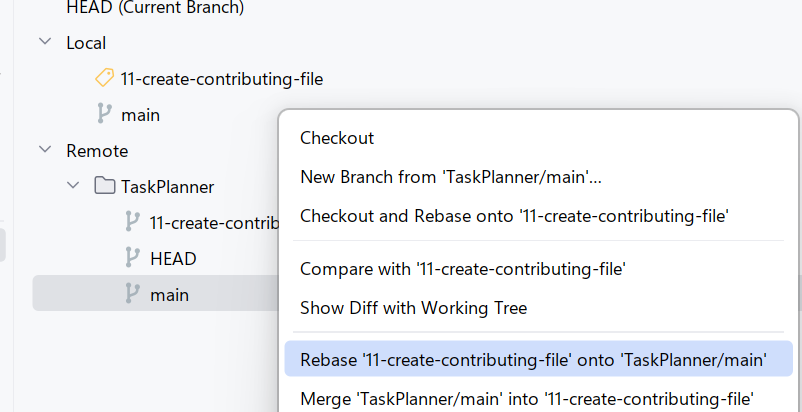 HEAD (Current Branch)
Local
11-create-contributing-file
main
Remote
TaskPlanner
11-create-contrib
HEAD
main
Checkout
New Branch from 'TaskPlanner/main'...
Checkout and Rebase onto '11-create-contributing-file'
Compare with '11-create-contributing-file'
Show Diff with Working Tree
Rebase '11-create-contributing-file' onto 'TaskPlanner/main'
Merge 'TaskPlanner/main' into '11-create-contributing-file'